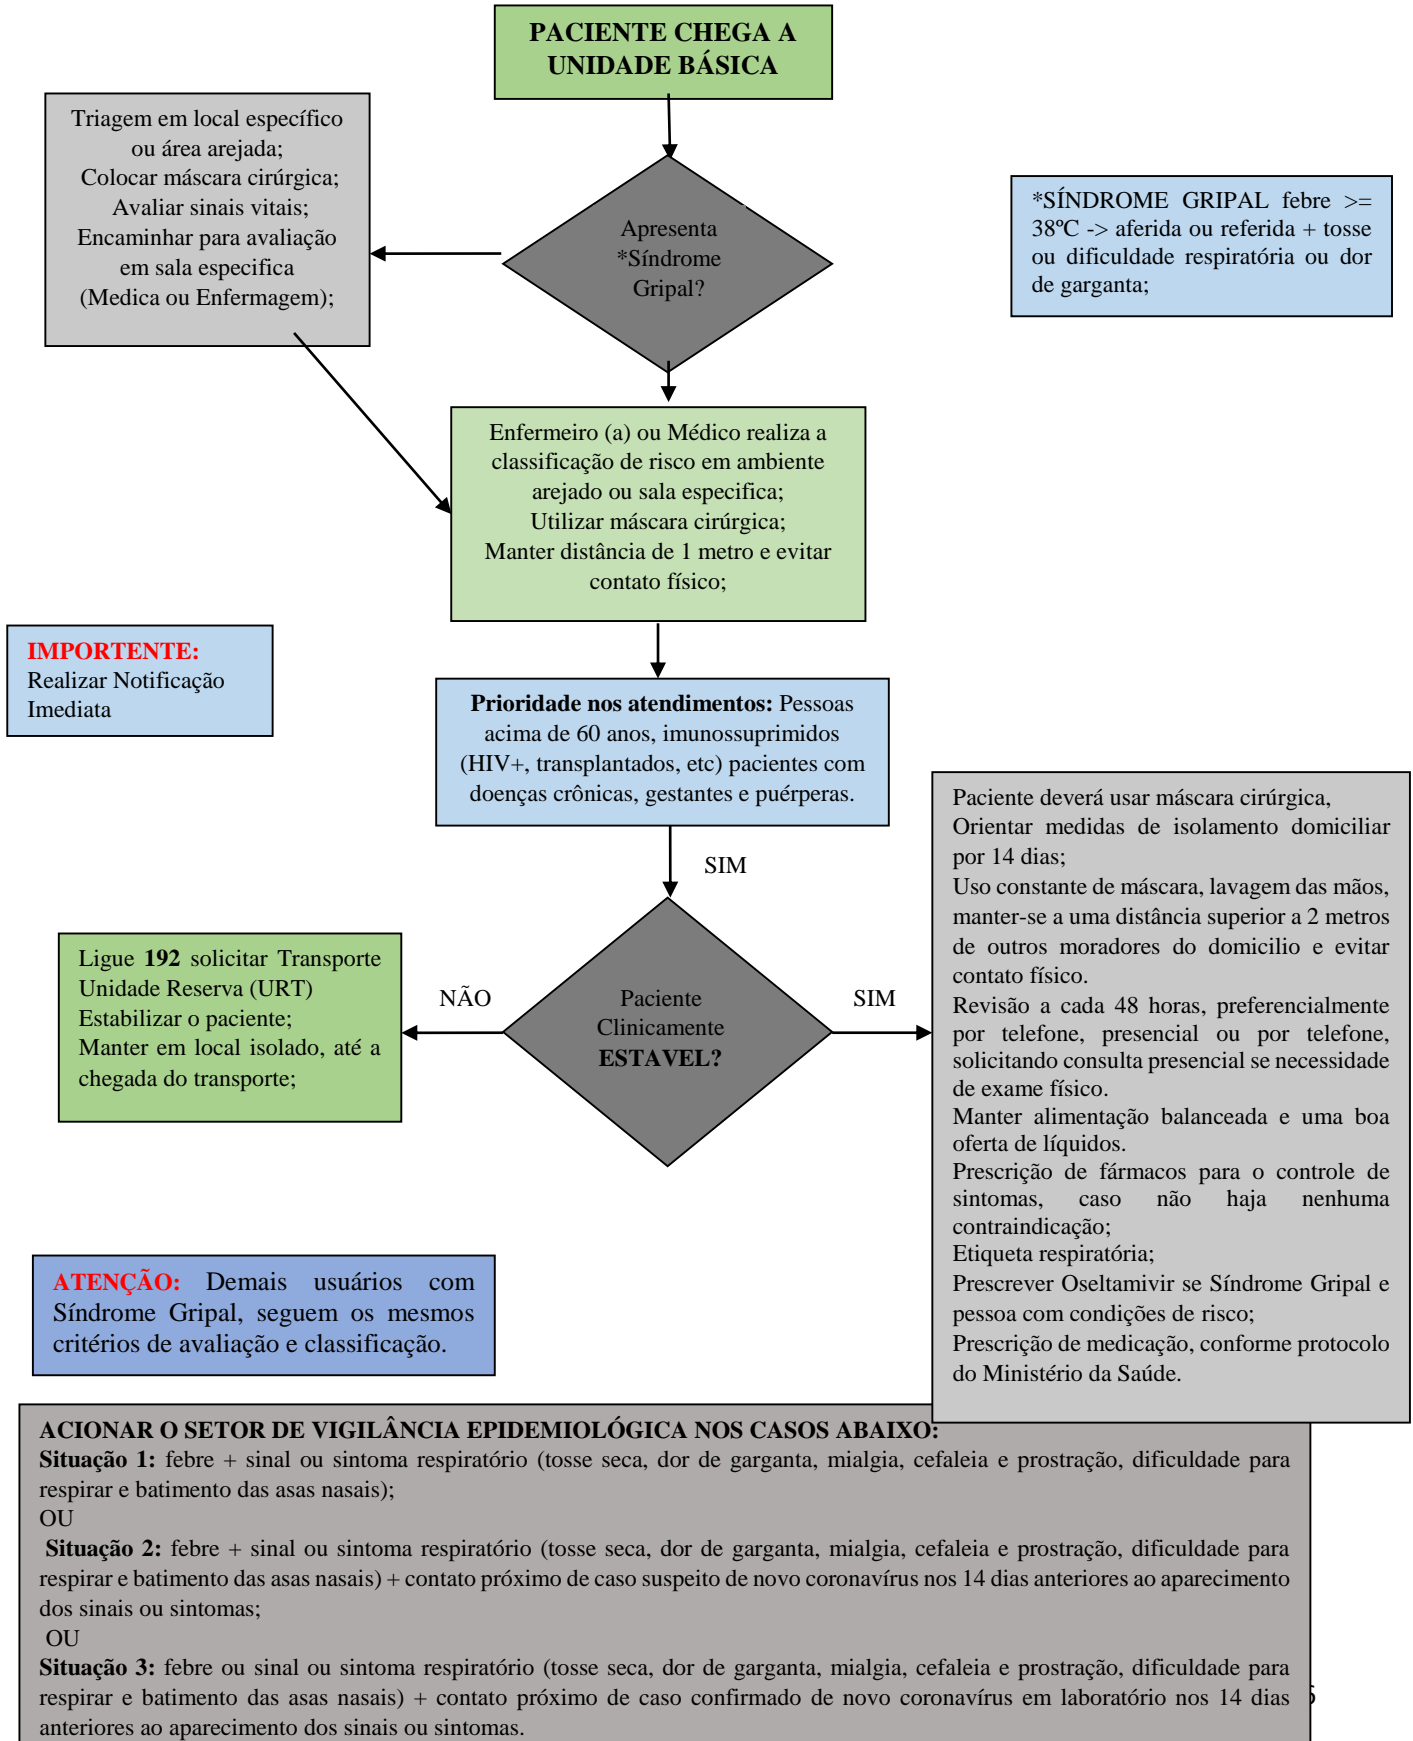 PACIENTE CHEGA A
UNIDADE BÁSICA
Triagem em local específico
ou área arejada;
Colocar máscara cirúrgica;
Avaliar sinais vitais;
Encaminhar para avaliação
em sala especifica
(Medica ou Enfermagem);
Apresenta
*Síndrome
Gripal?
*SÍNDROME GRIPAL febre >=
38ºC -> aferida ou referida + tosse
ou dificuldade respiratória ou dor
de garganta;
Enfermeiro (a) ou Médico realiza a
classificação de risco em ambiente
arejado ou sala especifica;
Utilizar máscara cirúrgica;
Manter distância de 1 metro e evitar
contato físico;
IMPORTENTE:
Realizar Notificação
Imediata
Prioridade nos atendimentos: Pessoas
acima de 60 anos, imunossuprimidos
(HIV+, transplantados, etc) pacientes com
doenças crônicas, gestantes e puérperas.
SIM
Ligue 192 solicitar Transporte
Unidade Reserva (URT)
Estabilizar o paciente;
Manter em local isolado, até a
chegada do transporte;
NÃO
Paciente
Clinicamente
ESTAVEL?
SIM
Paciente deverá usar máscara cirúrgica,
Orientar medidas de isolamento domiciliar
por 14 dias;
Uso constante de máscara, lavagem das mãos,
manter-se a uma distância superior a 2 metros
de outros moradores do domicilio e evitar
contato físico.
Revisão a cada 48 horas, preferencialmente
por telefone, presencial ou por telefone,
solicitando consulta presencial se necessidade
de exame físico.
Manter alimentação balanceada e uma boa
oferta de líquidos.
Prescrição de fármacos para o controle de
sintomas, caso não haja nenhuma
contraindicação;
Etiqueta respiratória;
Prescrever Oseltamivir se Síndrome Gripal e
pessoa com condições de risco;
Prescrição de medicação, conforme protocolo
do Ministério da Saúde.
ATENÇÃO: Demais usuários com
Síndrome Gripal, seguem os mesmos
critérios de avaliação e classificação.
ACIONAR O SETOR DE VIGILÂNCIA EPIDEMIOLÓGICA NOS CASOS ABAIXO:
Situação 1: febre + sinal ou sintoma respiratório (tosse seca, dor de garganta, mialgia, cefaleia e prostração, dificuldade para
respirar e batimento das asas nasais);
OU
Situação 2: febre + sinal ou sintoma respiratório (tosse seca, dor de garganta, mialgia, cefaleia e prostração, dificuldade para
respirar e batimento das asas nasais) + contato próximo de caso suspeito de novo coronavírus nos 14 dias anteriores ao aparecimento
dos sinais ou sintomas;
OU
Situação 3: febre ou sinal ou sintoma respiratório (tosse seca, dor de garganta, mialgia, cefaleia e prostração, dificuldade para
respirar e batimento das asas nasais) + contato próximo de caso confirmado de novo coronavírus em laboratório nos 14 dias
anteriores ao aparecimento dos sinais ou sintomas.